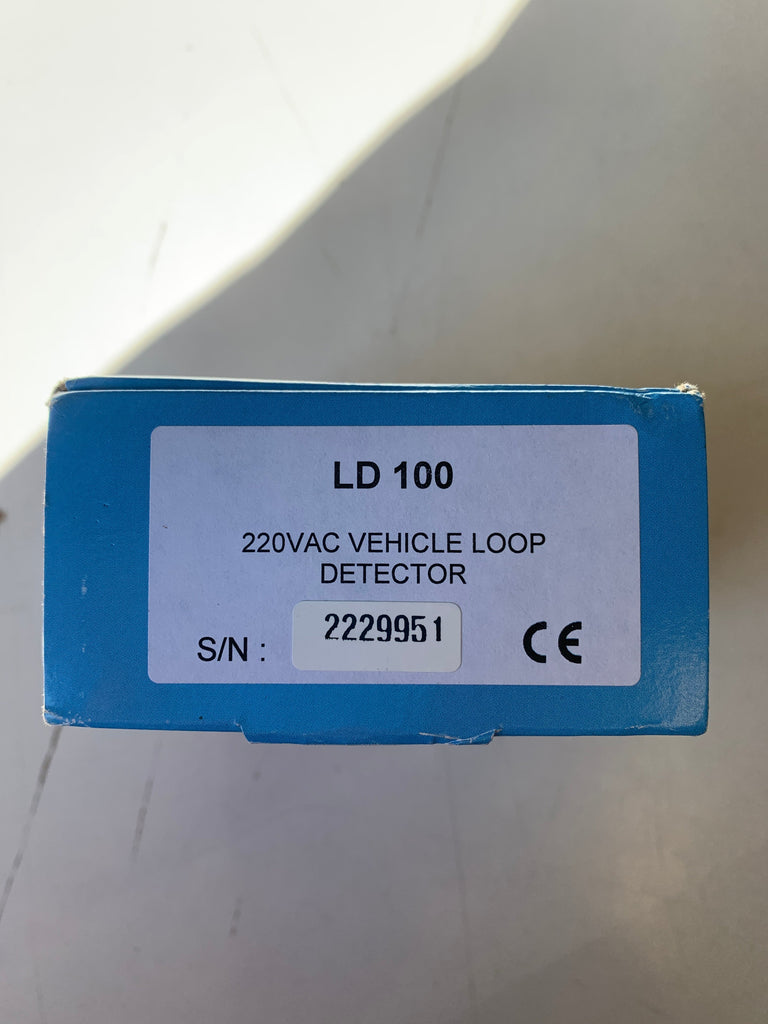 LD 100
220VAC VEHICLE LOOP
DETECTOR
S/N : 2229951
CE